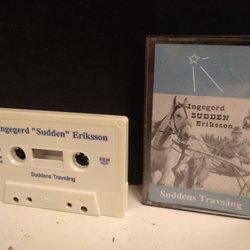 Ingegerd "Sudden" Eriksson
Suddens Travsång
Ingegerd
SUDDEN
Eriksson
Suddens Travsång